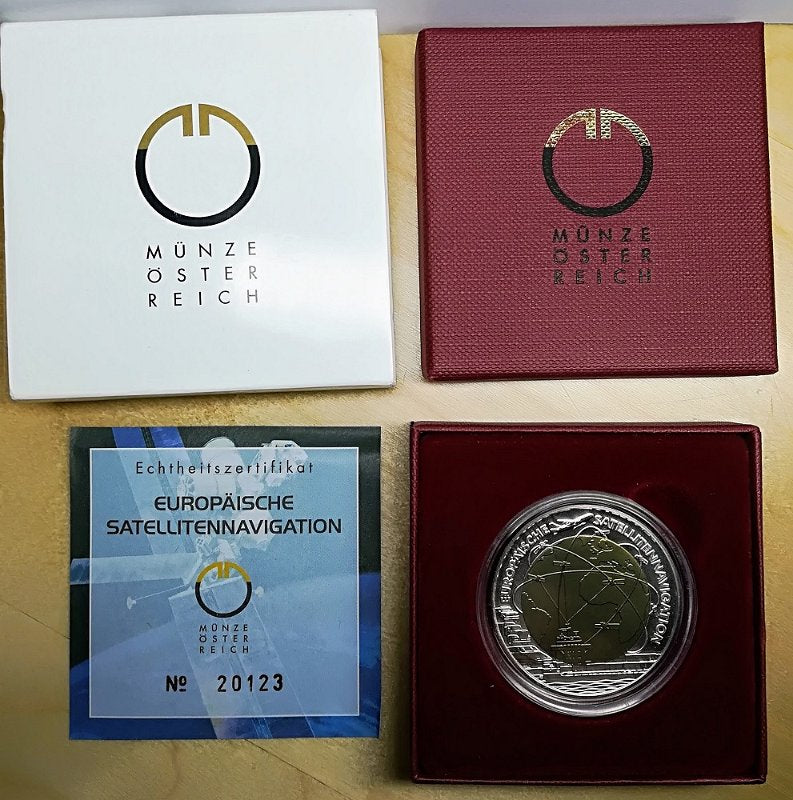 MÜNZE
ÖSTER
REICH
MÜNZE
ÖSTER
REICH
Echtheitszertifikat
EUROPÄISCHE
SATELLITENNAVIGATION
MÜNZE
ÖSTER
REICH
№ 20123
EUROPÄISCHE SATELLITENNAVIGATION